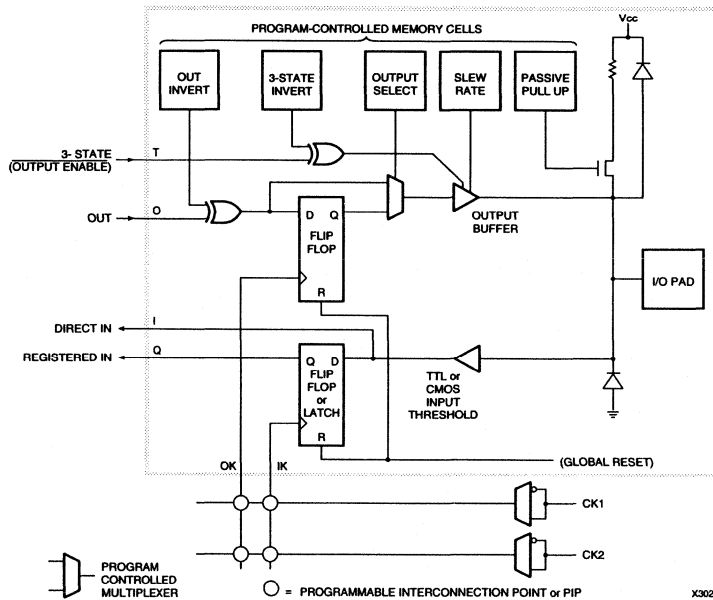 PROGRAM-CONTROLLED MEMORY CELLS
Vcc
OUT
INVERT
3-STATE
INVERT
OUTPUT
SELECT
SLEW
RATE
PASSIVE
PULL UP
3- STATE
(OUTPUT ENABLE)
T
OUT
O
D Q
FLIP
FLOP
R
OUTPUT
BUFFER
I/O PAD
DIRECT IN
I
REGISTERED IN
Q
Q D
FLIP
FLOP
or
LATCH
R
TTL or
CMOS
INPUT
THRESHOLD
OK
IK
(GLOBAL RESET)
CK1
CK2
PROGRAM
CONTROLLED
MULTIPLEXER
= PROGRAMMABLE INTERCONNECTION POINT or PIP
X302